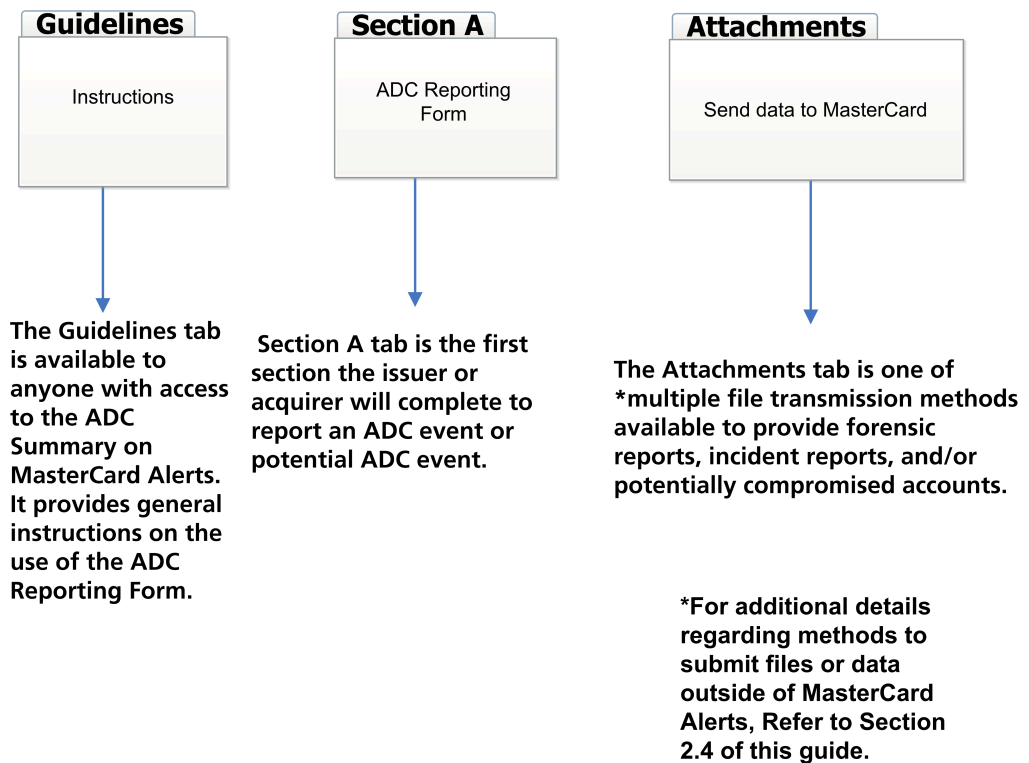 Guidelines
Instructions
The Guidelines tab
is available to
anyone with access
to the ADC
Summary on
MasterCard Alerts.
It provides general
instructions on the
use of the ADC
Reporting Form.
Section A
ADC Reporting
Form
Section A tab is the first
section the issuer or
acquirer will complete to
report an ADC event or
potential ADC event.
Attachments
Send data to MasterCard
The Attachments tab is one of
*multiple file transmission methods
available to provide forensic
reports, incident reports, and/or
potentially compromised accounts.
*For additional details
regarding methods to
submit files or data
outside of MasterCard
Alerts, Refer to Section
2.4 of this guide.